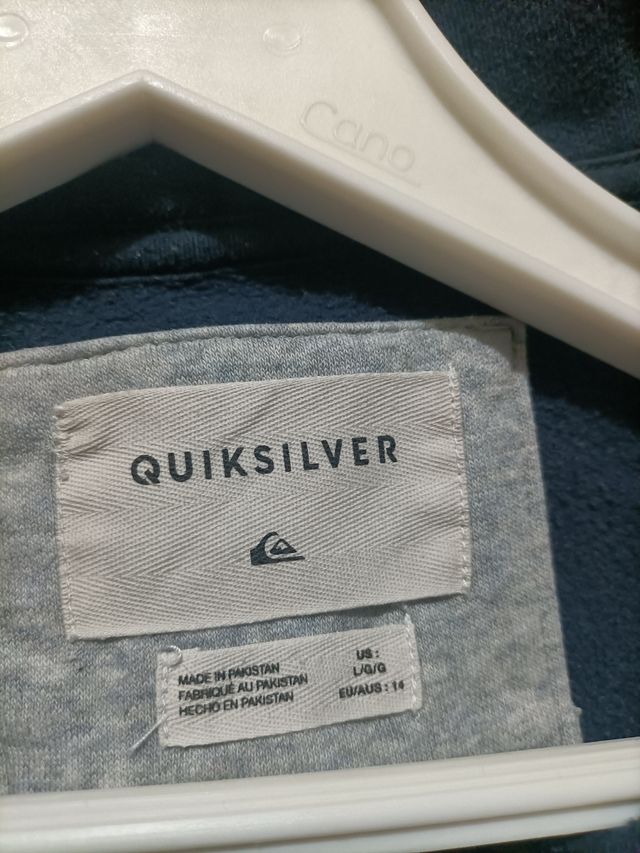 Cano
QUIKSILVER
MADE IN PAKISTAN
FABRIQUÉ AU PAKISTAN
HECHO EN PAKISTAN
US :
L/G/G
EU/AUS : 14